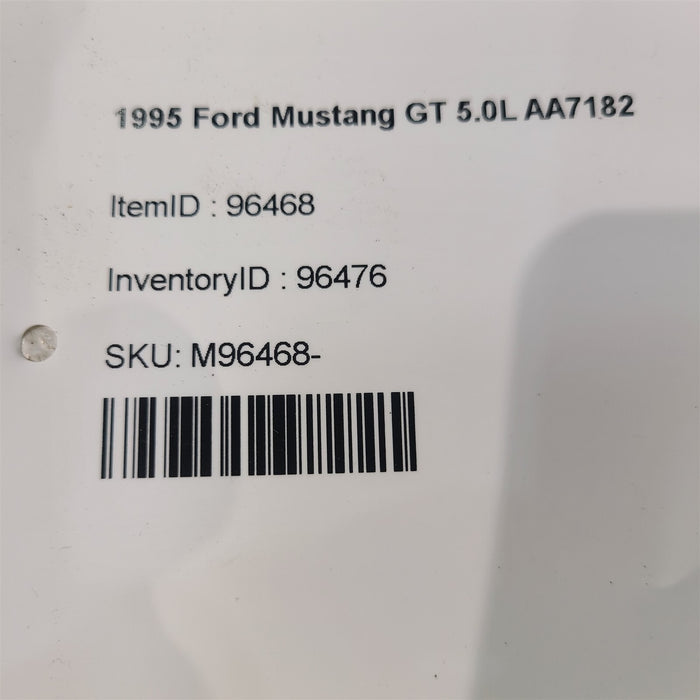 1995 Ford Mustang GT 5.0L AA7182
ItemID : 96468
InventoryID : 96476
SKU: M96468-